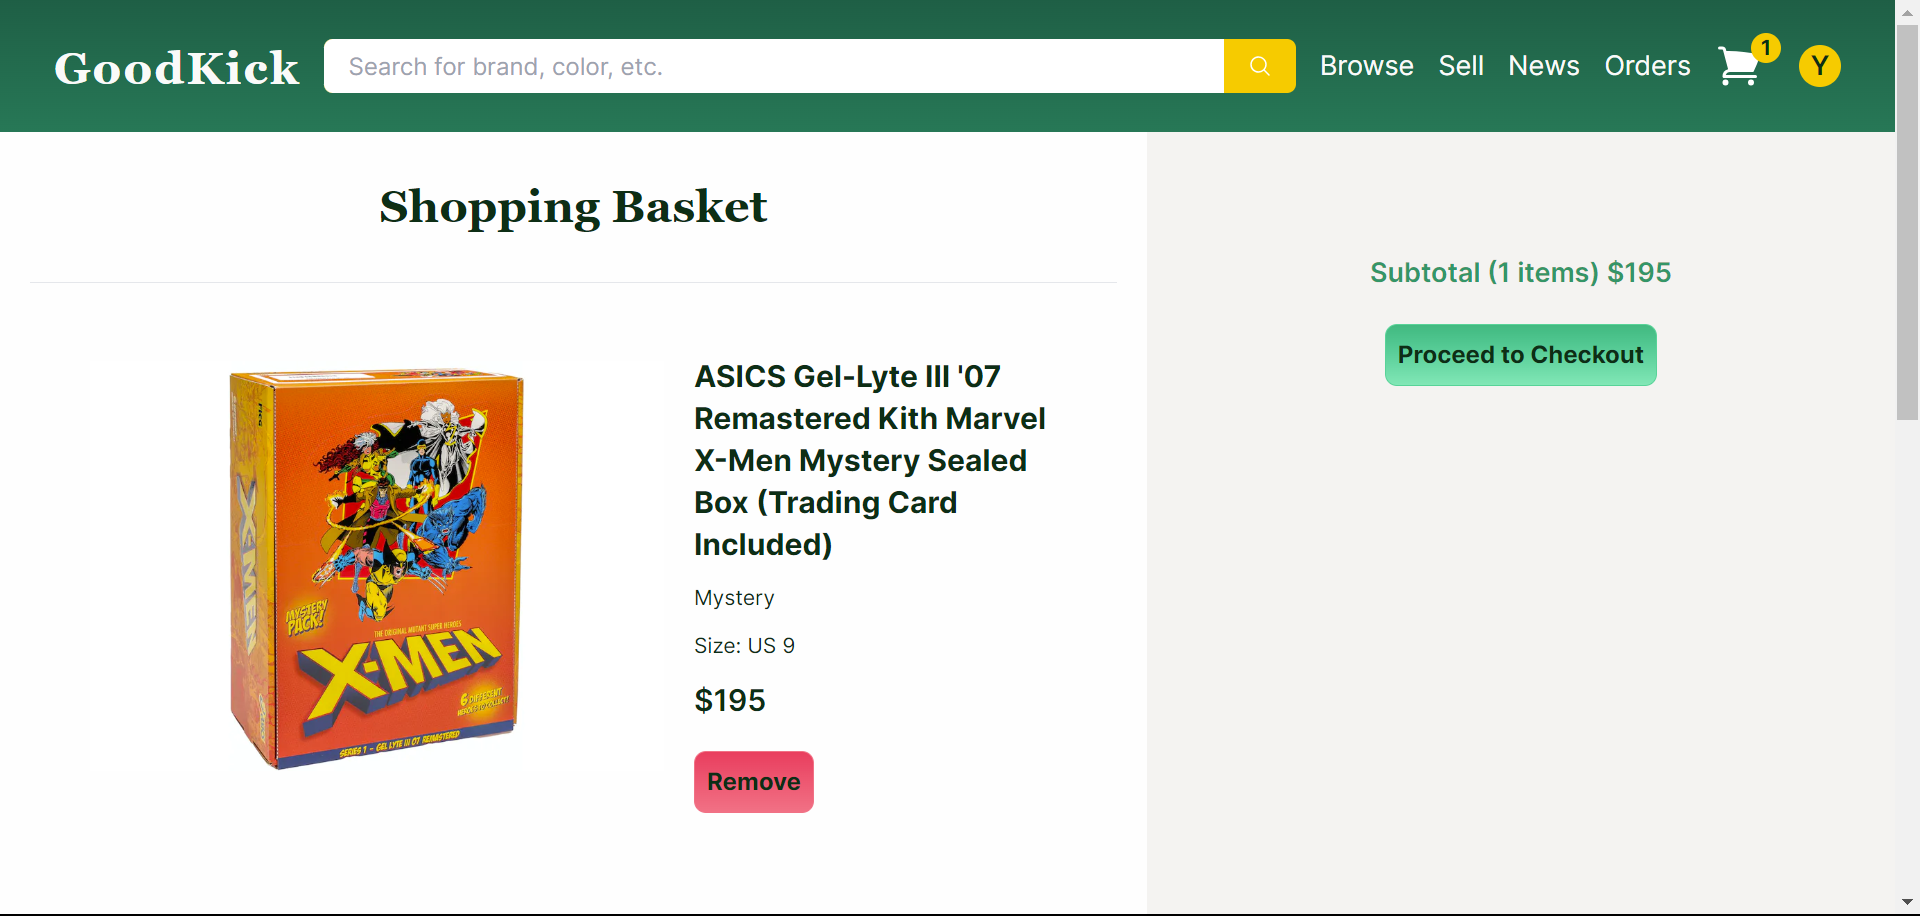 GoodKick
Search for brand, color, etc.
Browse
Sell
News
Orders
1
Y
Shopping Basket
Subtotal (1 items) $195
Proceed to Checkout
ASICS Gel-Lyte III '07
Remastered Kith Marvel
X-Men Mystery Sealed
Box (Trading Card
Included)
Mystery
Size: US 9
$195
Remove
X-MEN
MYSTERY
PACK!
THE ORIGINAL MUTANT SUPER HEROES
X-MEN
6 DIFFERENT
HEROES TO COLLECT!
SERIES 1 - GEL LYTE III 07 REMASTERED